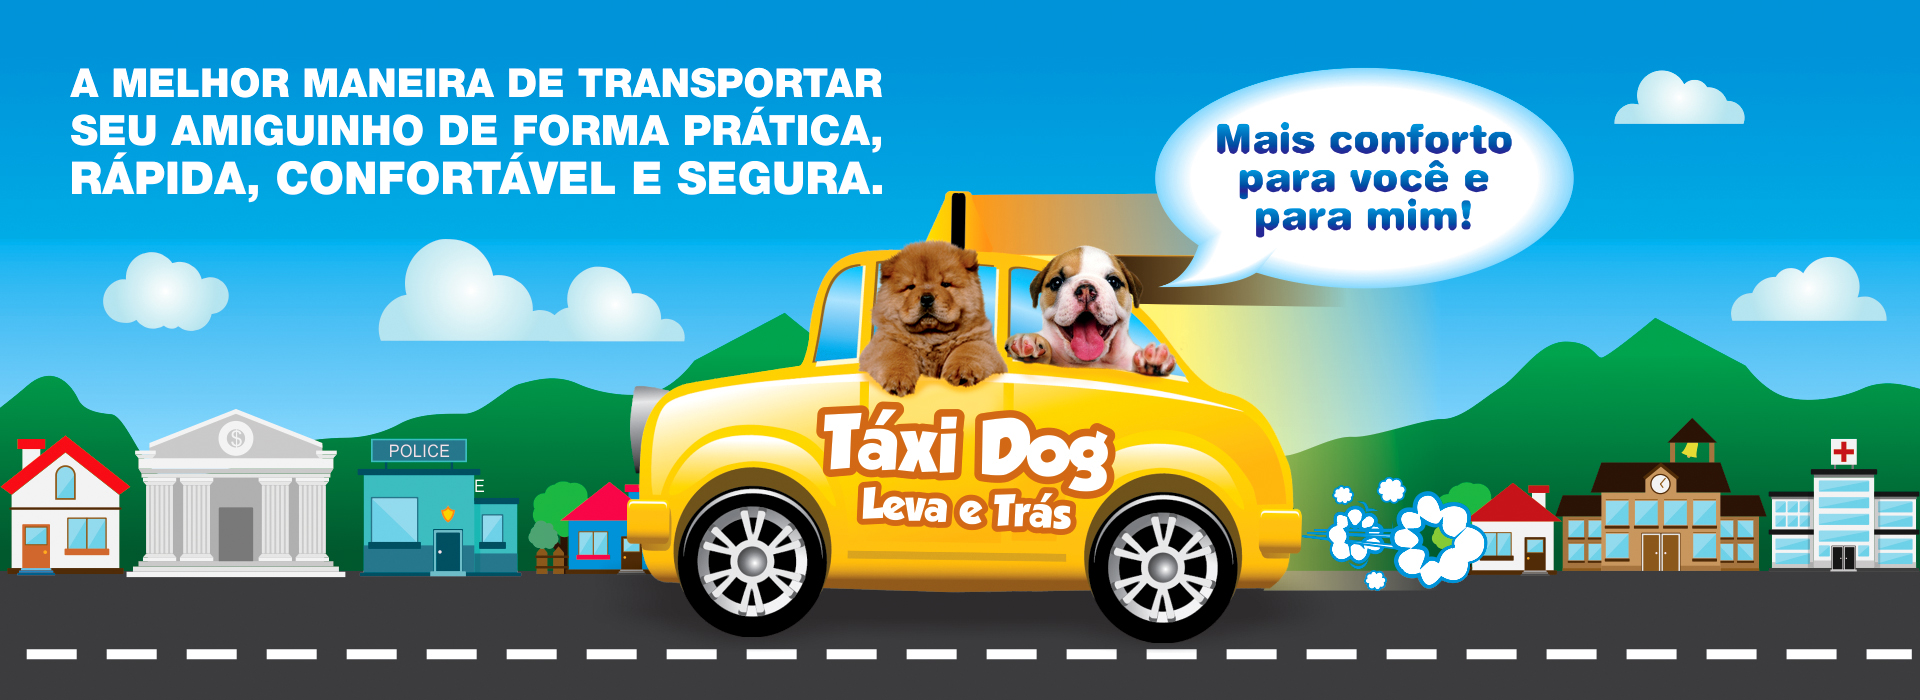 A MELHOR MANEIRA DE TRANSPORTAR
SEU AMIGUINHO DE FORMA PRÁTICA,
RÁPIDA, CONFORTÁVEL E SEGURA.
Mais conforto
para você e
para mim!
Táxi Dog
Leva e Trás
POLICE
E
$